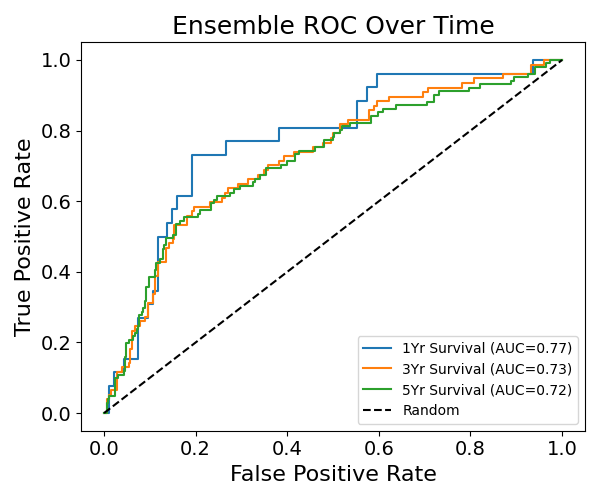 Ensemble ROC Over Time
True Positive Rate
1.0
0.8
0.6
0.4
0.2
0.0
1Yr Survival (AUC=0.77)
3Yr Survival (AUC=0.73)
5Yr Survival (AUC=0.72)
Random
0.0 0.2 0.4 0.6 0.8 1.0
False Positive Rate